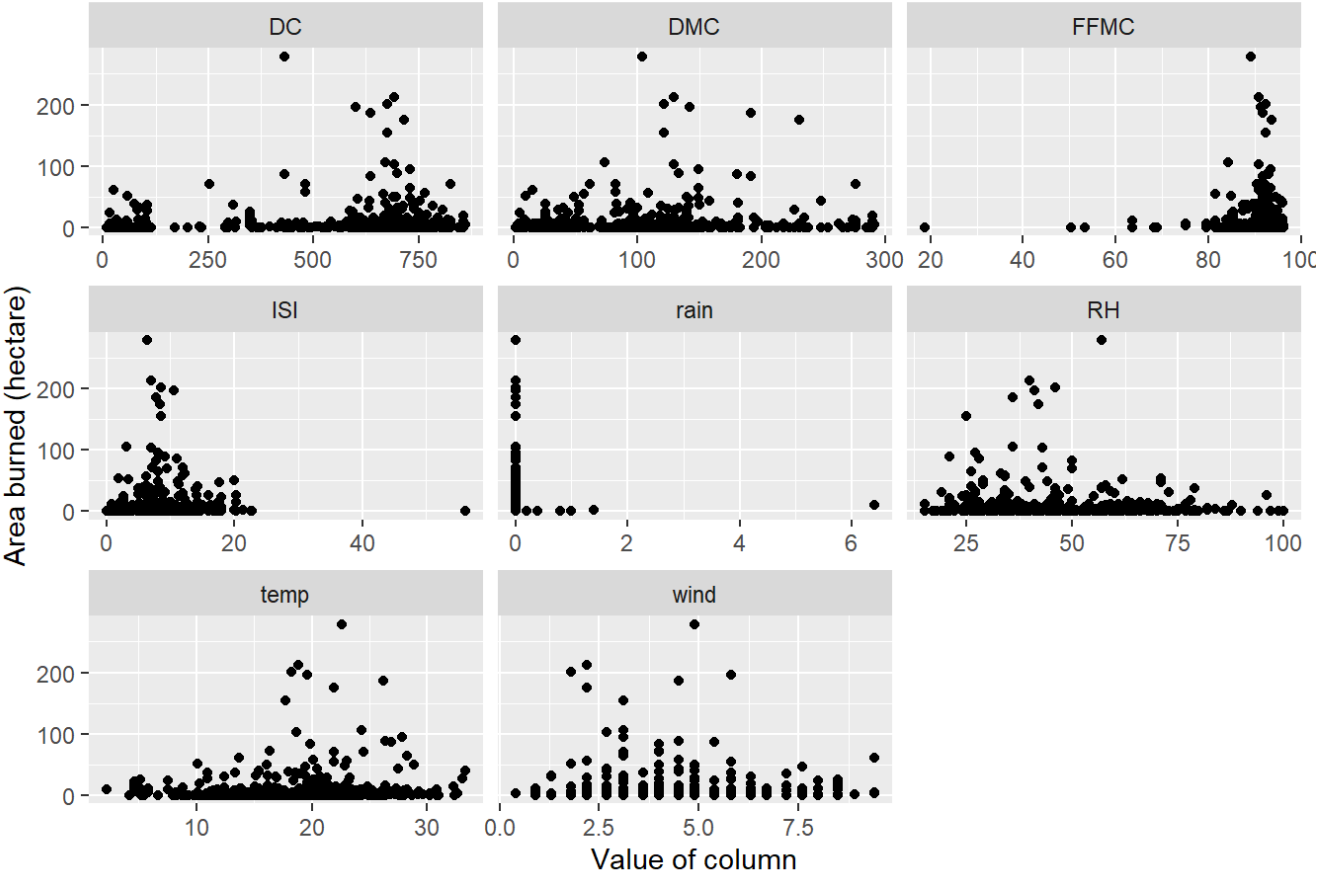 DC DMC FFMC
200
100
0
0 250 500 750 0 100 200 300 20 40 60 80 100
ISI rain RH
200
100
0
0 20 40 0 2 4 6 25 50 75 100
temp wind
200
100
0
10 20 30 0.0 2.5 5.0 7.5
Value of column
Area burned (hectare)